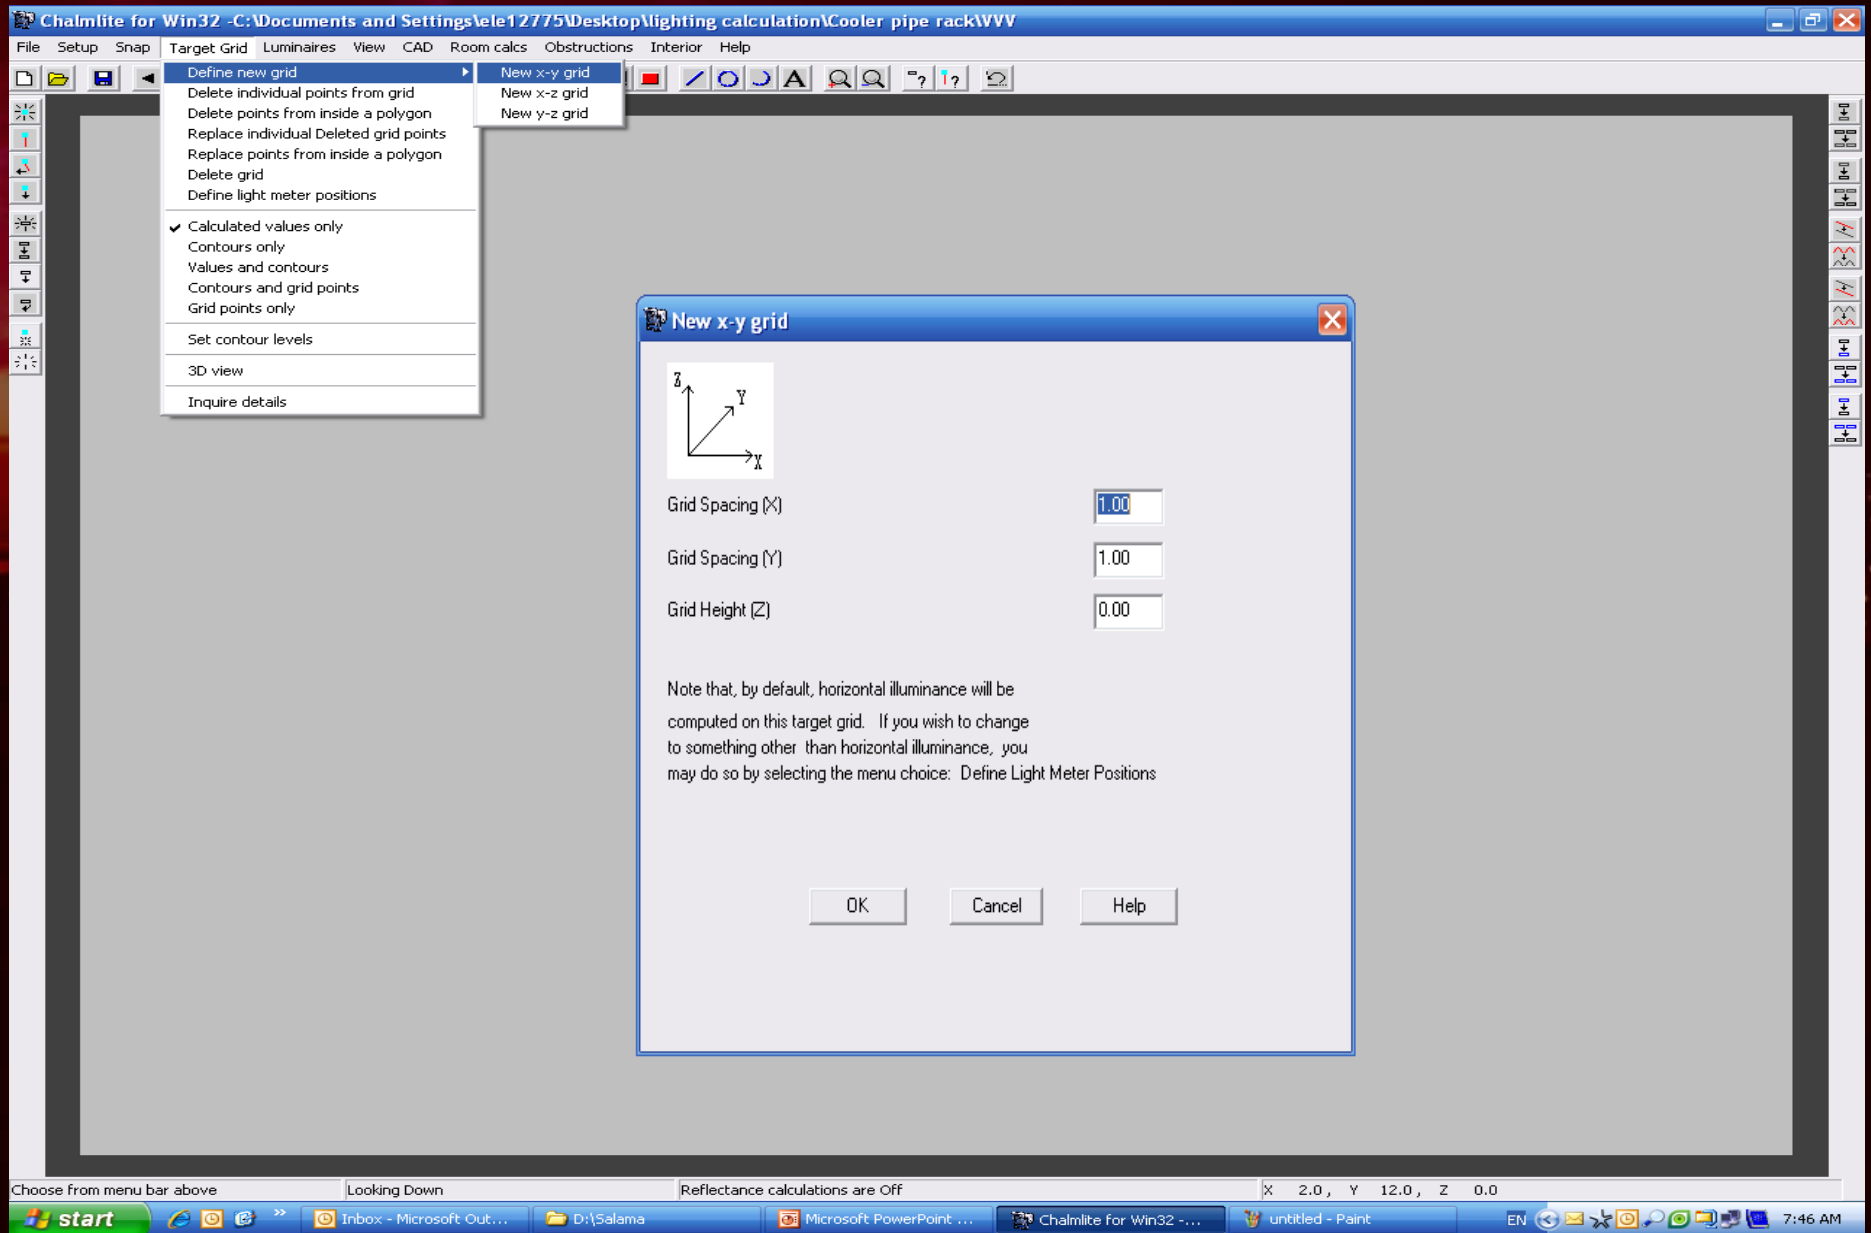 Chalmlite for Win32 -C:\Documents and Settings\ele12775\Desktop\lighting calculation\Cooler pipe rack\VVV
File Setup Snap Target Grid Luminaires View CAD Room calcs Obstructions Interior Help
Define new grid
New x-y grid
New x-z grid
New y-z grid
Delete individual points from grid
Delete points from inside a polygon
Replace individual Deleted grid points
Replace points from inside a polygon
Delete grid
Define light meter positions
Calculated values only
Contours only
Values and contours
Contours and grid points
Grid points only
Set contour levels
3D view
Inquire details
A
?
?
New x-y grid
Z
Y
X
Grid Spacing (X) 1.00
Grid Spacing (Y) 1.00
Grid Height (Z) 0.00
Note that, by default, horizontal illuminance will be
computed on this target grid. If you wish to change
to something other than horizontal illuminance, you
may do so by selecting the menu choice: Define Light Meter Positions
OK Cancel Help
Choose from menu bar above Looking Down Reflectance calculations are Off X 2.0, Y 12.0, Z 0.0
start Inbox - Microsoft Out... D:\Salama Microsoft PowerPoint ... Chalmlite for Win32 -... untitled - Paint EN 7:46 AM